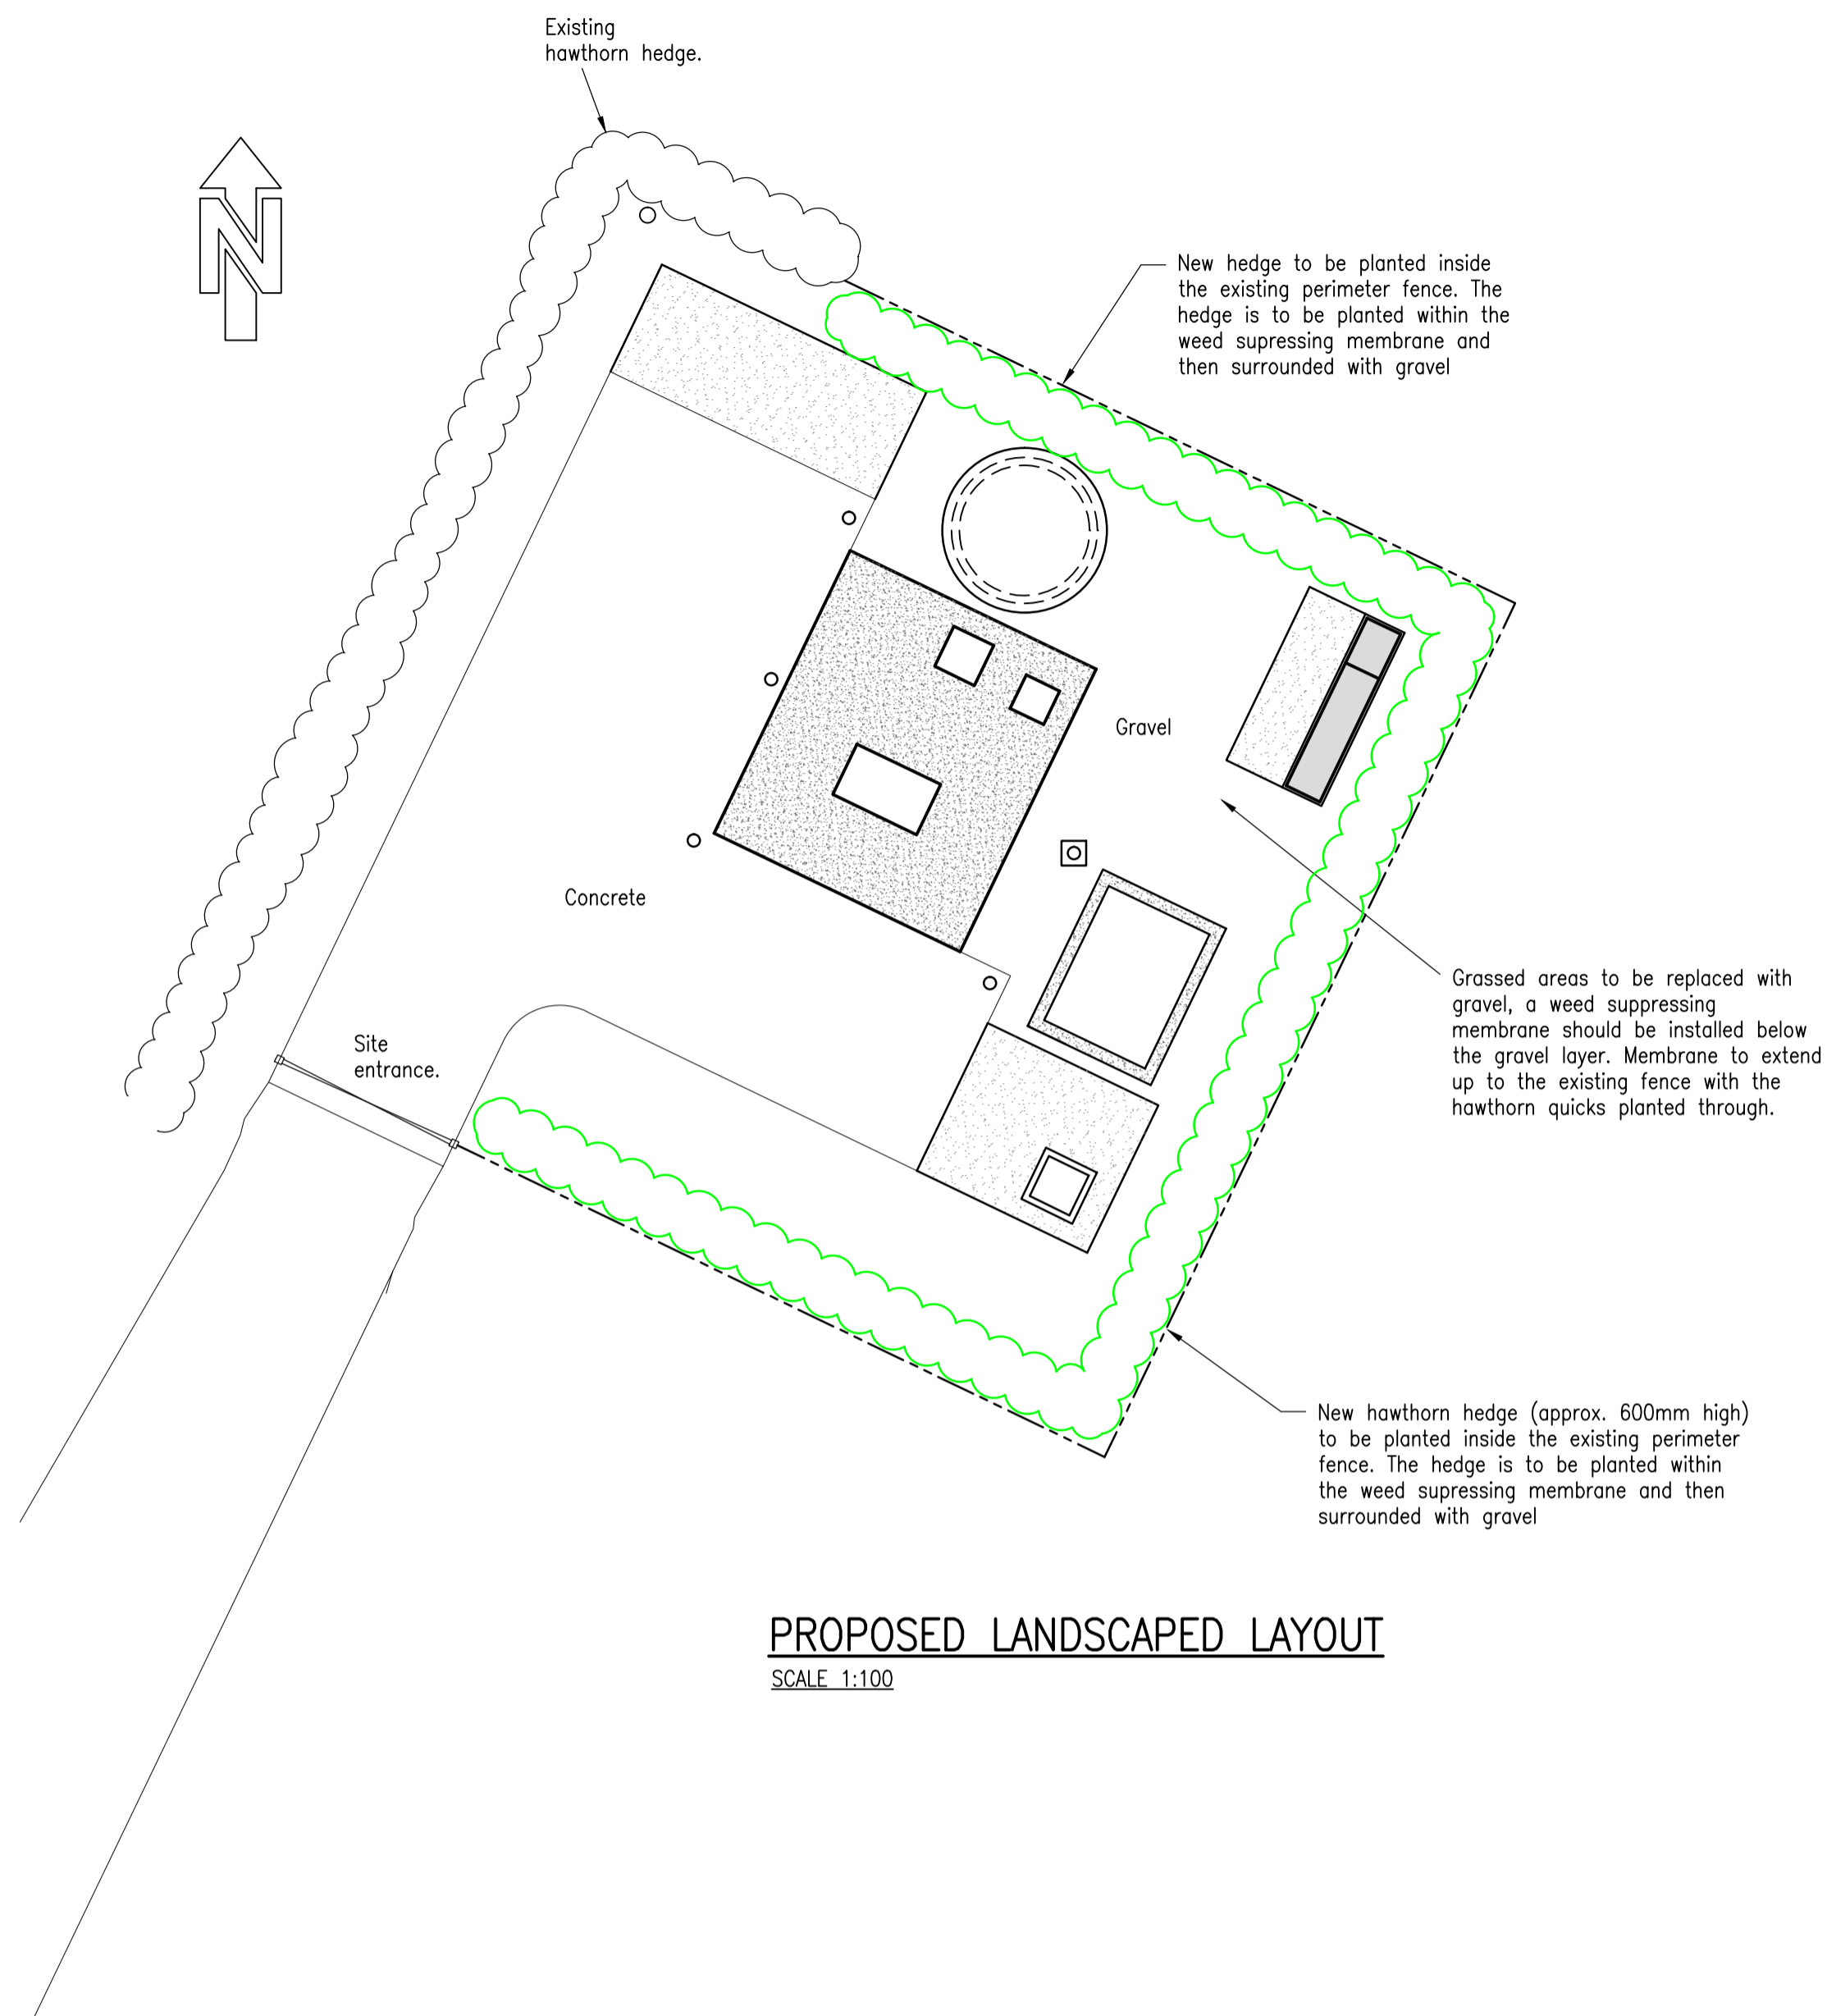 Existing
hawthorn hedge.
N
New hedge to be planted inside
the existing perimeter fence. The
hedge is to be planted within the
weed supressing membrane and
then surrounded with gravel
Gravel
Concrete
Grassed areas to be replaced with
gravel, a weed suppressing
membrane should be installed below
the gravel layer. Membrane to extend
up to the existing fence with the
hawthorn quicks planted through.
Site
entrance.
New hawthorn hedge (approx. 600mm high)
to be planted inside the existing perimeter
fence. The hedge is to be planted within
the weed supressing membrane and then
surrounded with gravel
PROPOSED LANDSCAPED LAYOUT
SCALE 1:100